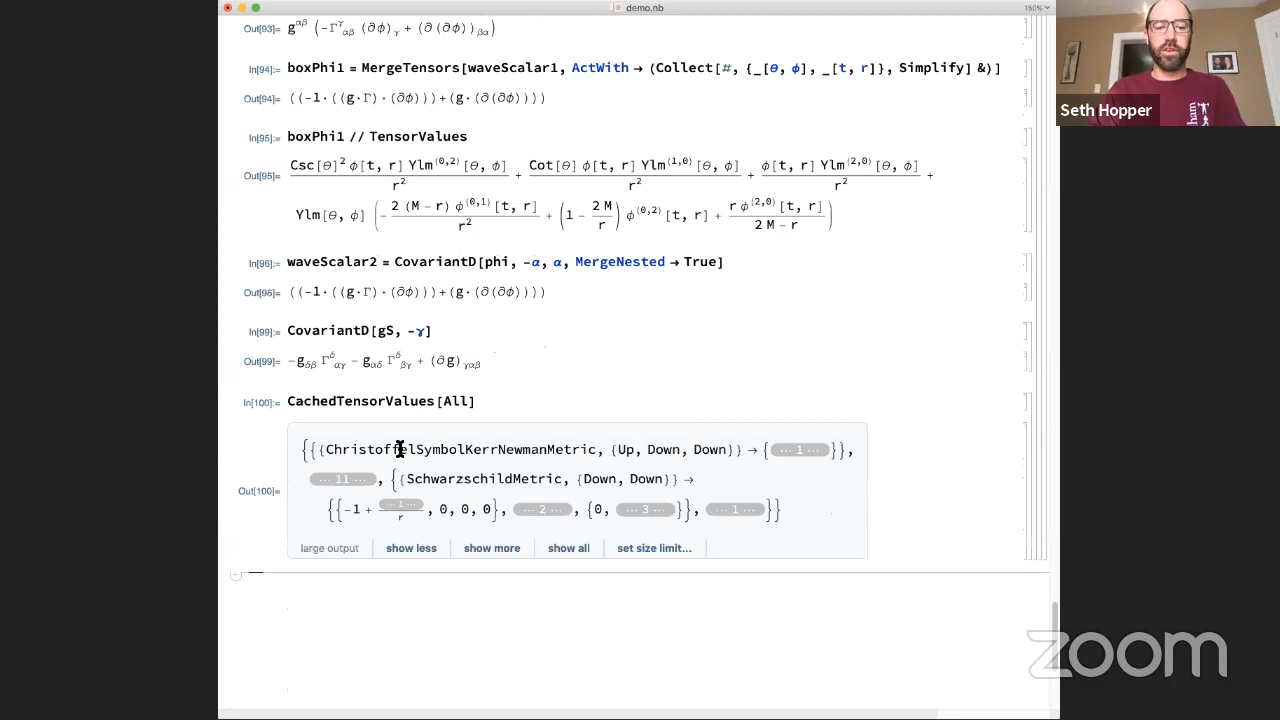 demo.nb
150%
Out[93]= g^αβ (-Γ^γ_αβ (∂ϕ)_γ + (∂(∂ϕ))_βα)
In[94]:= boxPhi1 = MergeTensors[waveScalar1, ActWith → (Collect[#, {_[θ, ϕ], _[t, r]}, Simplify] &)]
Out[94]= ((-1·((g·Γ)·(∂ϕ)))+(g·(∂(∂ϕ))))
In[95]:= boxPhi1 // TensorValues
Out[95]= Csc[θ]^2 ϕ[t, r] Ylm^(0,2)[θ, ϕ] / r^2 + Cot[θ] ϕ[t, r] Ylm^(1,0)[θ, ϕ] / r^2 + ϕ[t, r] Ylm^(2,0)[θ, ϕ] / r^2 +
Ylm[θ, ϕ] (- 2 (M - r) ϕ^(0,1)[t, r] / r^2 + (1 - 2 M / r) ϕ^(0,2)[t, r] + r ϕ^(2,0)[t, r] / 2 M - r)
In[96]:= waveScalar2 = CovariantD[phi, -α, α, MergeNested → True]
Out[96]= ((-1·((g·Γ)·(∂ϕ)))+(g·(∂(∂ϕ))))
In[99]:= CovariantD[gS, -γ]
Out[99]= -g_δβ Γ^δ_αγ - g_αδ Γ^δ_βγ + (∂g)_γαβ
In[100]:= CachedTensorValues[All]
Out[100]= {{{ChristoffelSymbolKerrNewmanMetric, {Up, Down, Down}} → {... 1 ...}},
... 11 ..., {{SchwarzschildMetric, {Down, Down}} →
{{-1 + ... 1 ... / r, 0, 0, 0}, ... 2 ..., {0, ... 3 ...}}, ... 1 ...}}
large output show less show more show all set size limit...
Seth Hopper
zoom